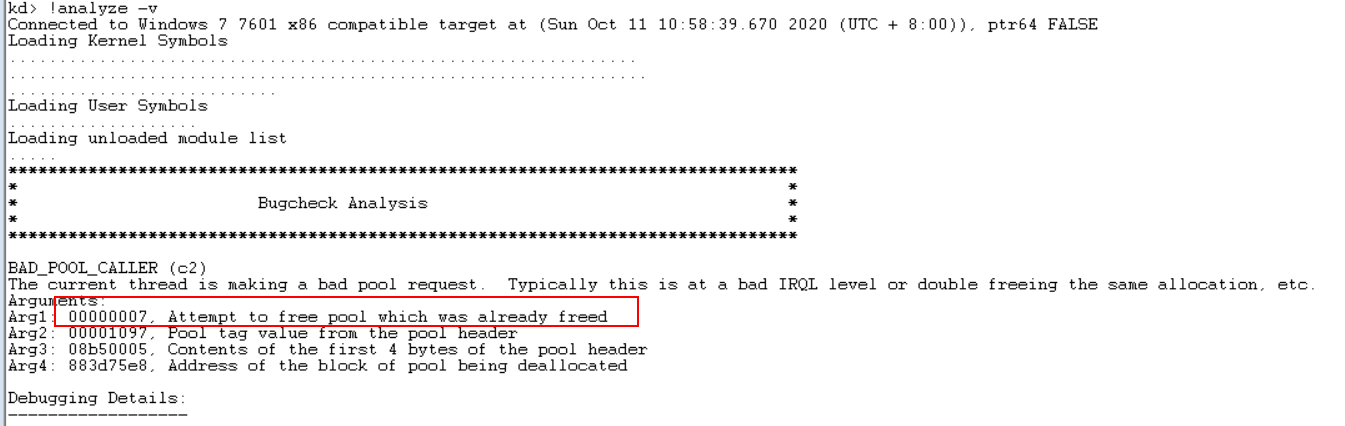 kd> !analyze -v
Connected to Windows 7 7601 x86 compatible target at (Sun Oct 11 10:58:39.670 2020 (UTC + 8:00)), ptr64 FALSE
Loading Kernel Symbols
...............................................................
................................................................
...........................
Loading User Symbols
...................
Loading unloaded module list
.....
*******************************************************************************
*                                                                             *
*                        Bugcheck Analysis                                    *
*                                                                             *
*******************************************************************************
BAD_POOL_CALLER (c2)
The current thread is making a bad pool request.  Typically this is at a bad IRQL level or double freeing the same allocation, etc.
Arguments:
Arg1: 00000007, Attempt to free pool which was already freed
Arg2: 00001097, Pool tag value from the pool header
Arg3: 08b50005, Contents of the first 4 bytes of the pool header
Arg4: 883d75e8, Address of the block of pool being deallocated
Debugging Details:
------------------